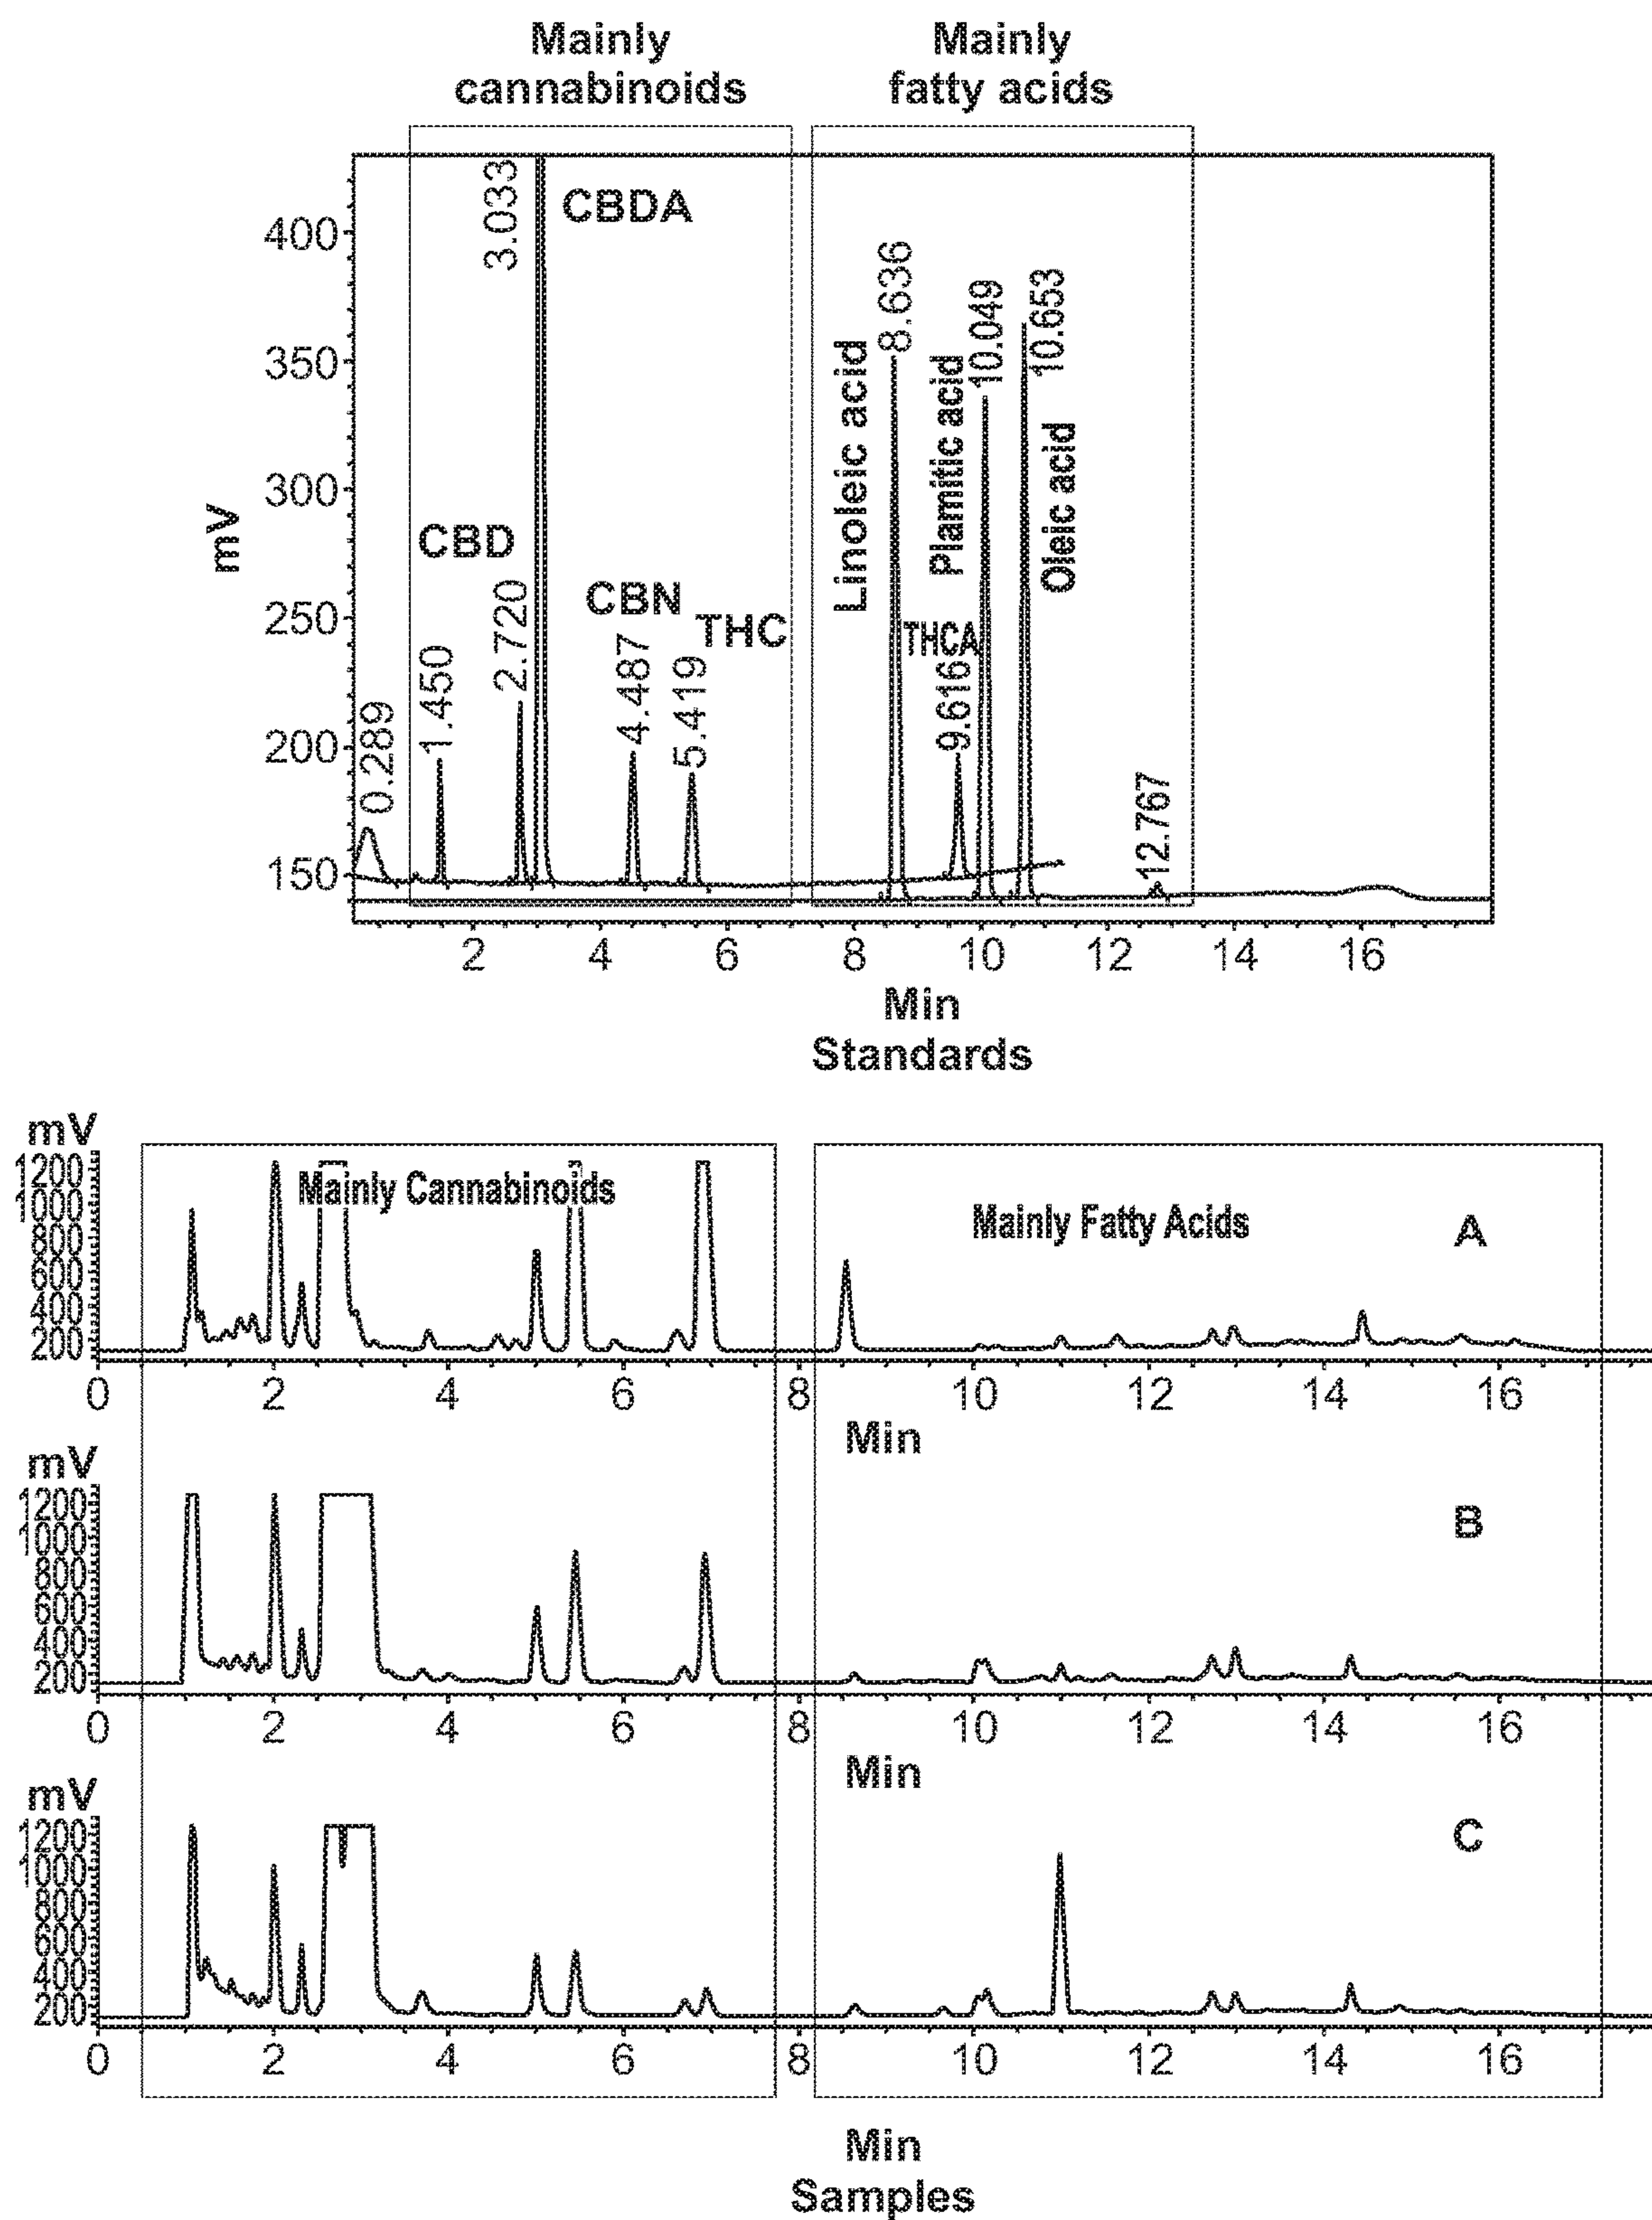 Mainly
cannabinoids
Mainly
fatty acids
mV
400
350
300
250
200
150
0.289
1.450
CBD
2.720
3.033
CBDA
CBN
4.487
THC
5.419
Linoleic acid
8.636
THCA
9.616
Plamitic acid
10.049
10.653
Oleic acid
12.767
2 4 6 8 10 12 14 16
Min
Standards
mV
1200
1000
800
600
400
200
Mainly Cannabinoids
Mainly Fatty Acids
A
0 2 4 6 8 10 12 14 16
Min
mV
1200
1000
800
600
400
200
B
0 2 4 6 8 10 12 14 16
Min
mV
1200
1000
800
600
400
200
C
0 2 4 6 8 10 12 14 16
Min
Samples